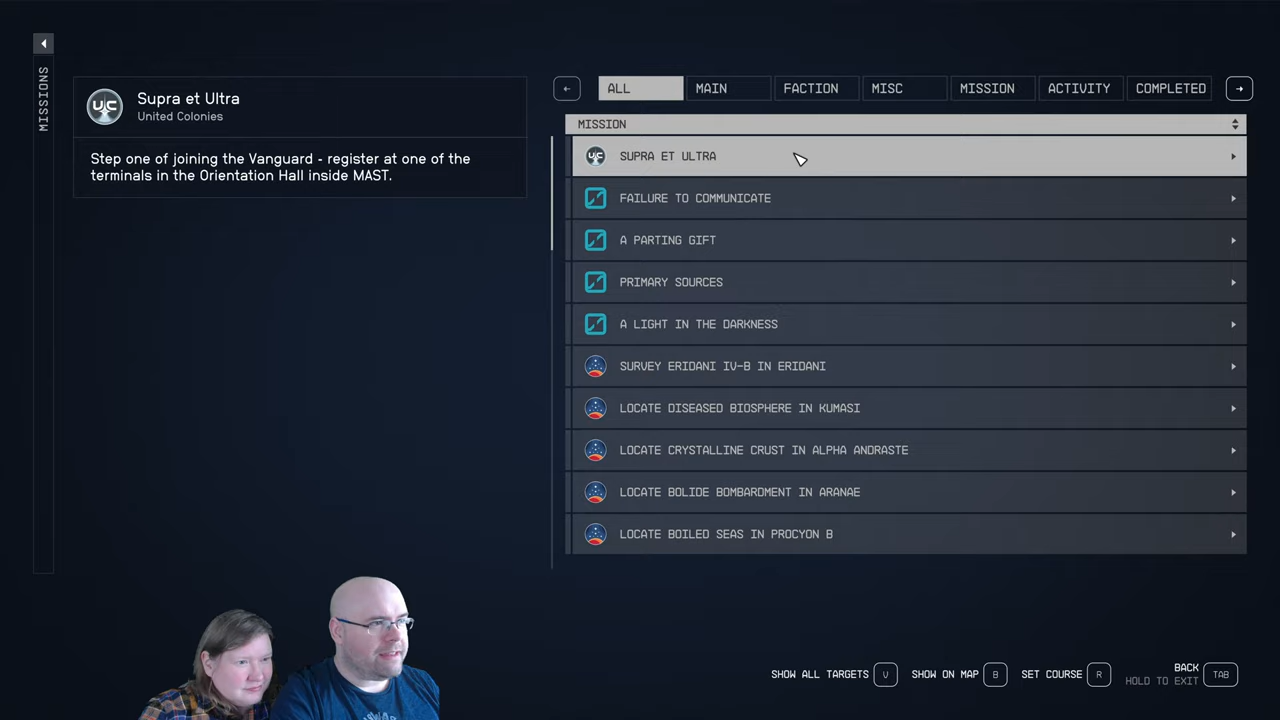 MISSIONS
UC
Supra et Ultra
United Colonies
Step one of joining the Vanguard - register at one of the
terminals in the Orientation Hall inside MAST.
ALL
MAIN
FACTION
MISC
MISSION
ACTIVITY
COMPLETED
MISSION
UC
SUPRA ET ULTRA
FAILURE TO COMMUNICATE
A PARTING GIFT
PRIMARY SOURCES
A LIGHT IN THE DARKNESS
SURVEY ERIDANI IV-B IN ERIDANI
LOCATE DISEASED BIOSPHERE IN KUMASI
LOCATE CRYSTALLINE CRUST IN ALPHA ANDRASTE
LOCATE BOLIDE BOMBARDMENT IN ARANAE
LOCATE BOILED SEAS IN PROCYON B
SHOW ALL TARGETS V
SHOW ON MAP B
SET COURSE R
BACK
HOLD TO EXIT
TAB